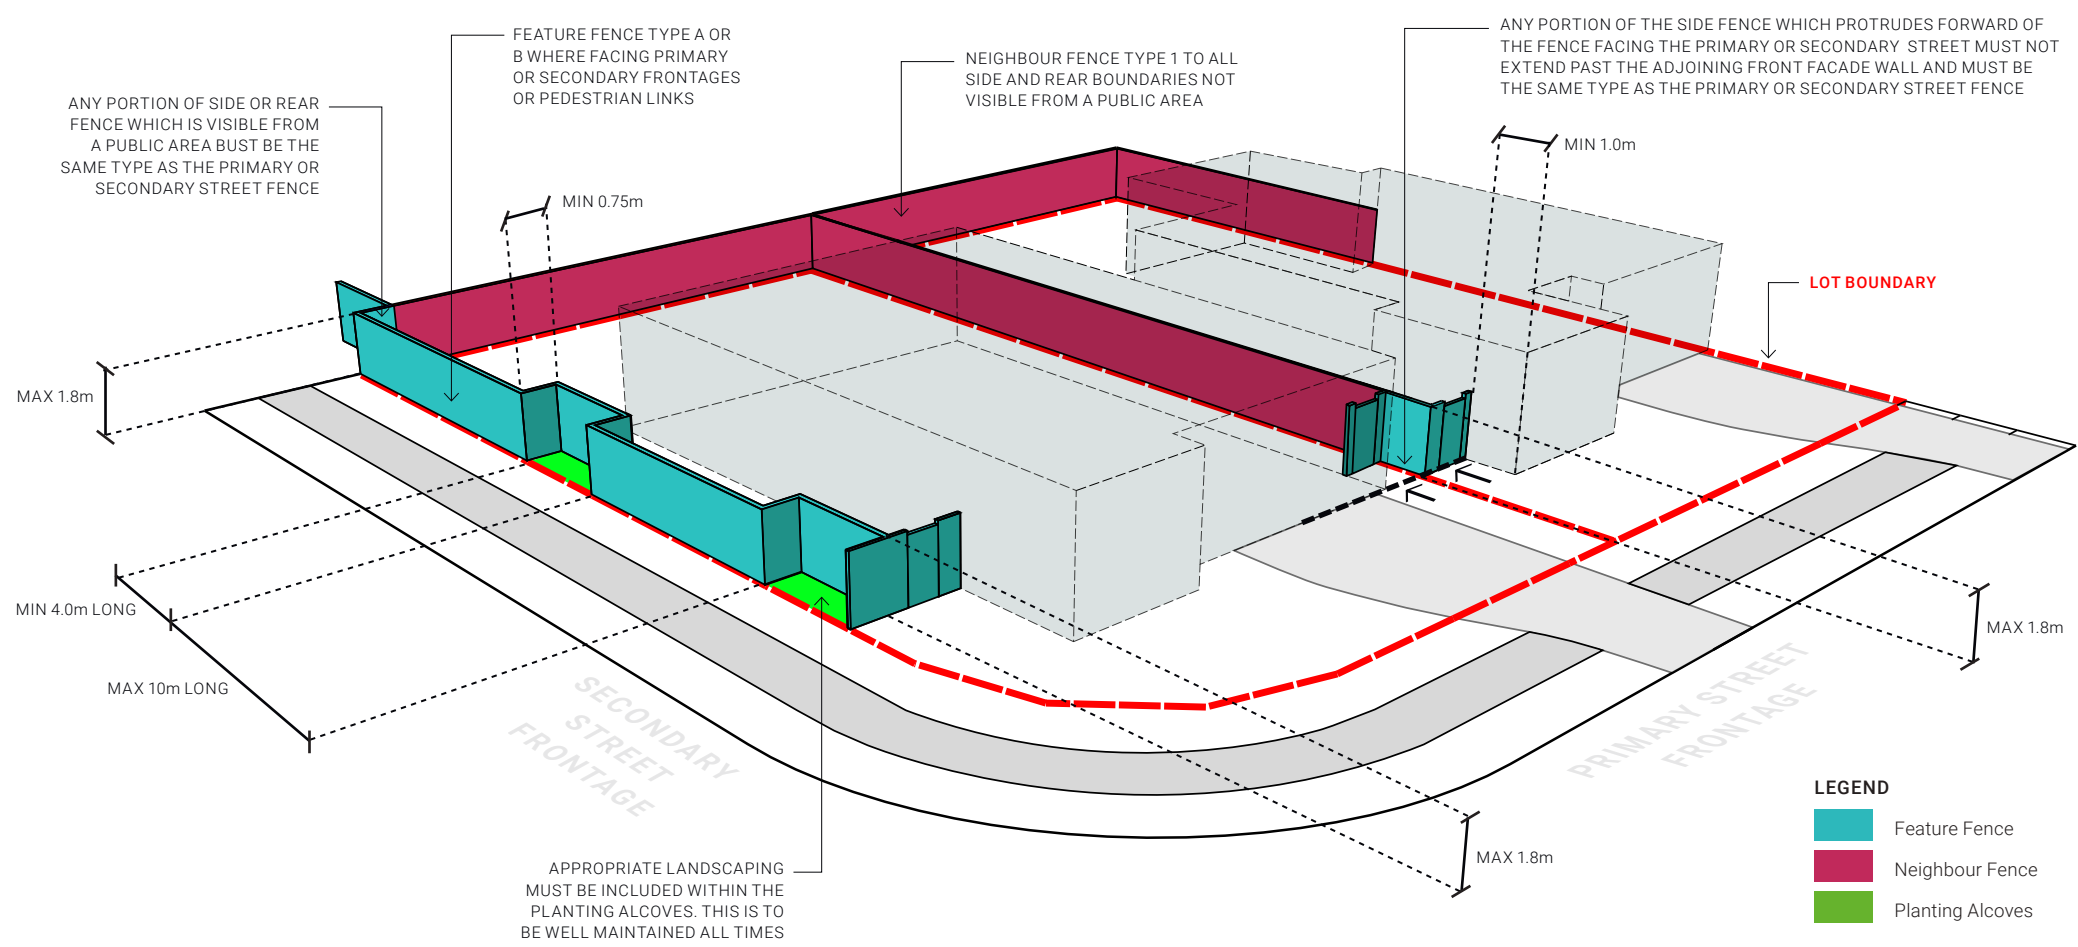 FEATURE FENCE TYPE A OR
B WHERE FACING PRIMARY
OR SECONDARY FRONTAGES
OR PEDESTRIAN LINKS
NEIGHBOUR FENCE TYPE 1 TO ALL
SIDE AND REAR BOUNDARIES NOT
VISIBLE FROM A PUBLIC AREA
ANY PORTION OF THE SIDE FENCE WHICH PROTRUDES FORWARD OF
THE FENCE FACING THE PRIMARY OR SECONDARY STREET MUST NOT
EXTEND PAST THE ADJOINING FRONT FACADE WALL AND MUST BE
THE SAME TYPE AS THE PRIMARY OR SECONDARY STREET FENCE
ANY PORTION OF SIDE OR REAR
FENCE WHICH IS VISIBLE FROM
A PUBLIC AREA BUST BE THE
SAME TYPE AS THE PRIMARY OR
SECONDARY STREET FENCE
MIN 0.75m
MIN 1.0m
LOT BOUNDARY
MAX 1.8m
MIN 4.0m LONG
MAX 10m LONG
MAX 1.8m
SECONDARY
STREET
FRONTAGE
PRIMARY STREET
FRONTAGE
MAX 1.8m
APPROPRIATE LANDSCAPING
MUST BE INCLUDED WITHIN THE
PLANTING ALCOVES. THIS IS TO
BE WELL MAINTAINED ALL TIMES
LEGEND
Feature Fence
Neighbour Fence
Planting Alcoves